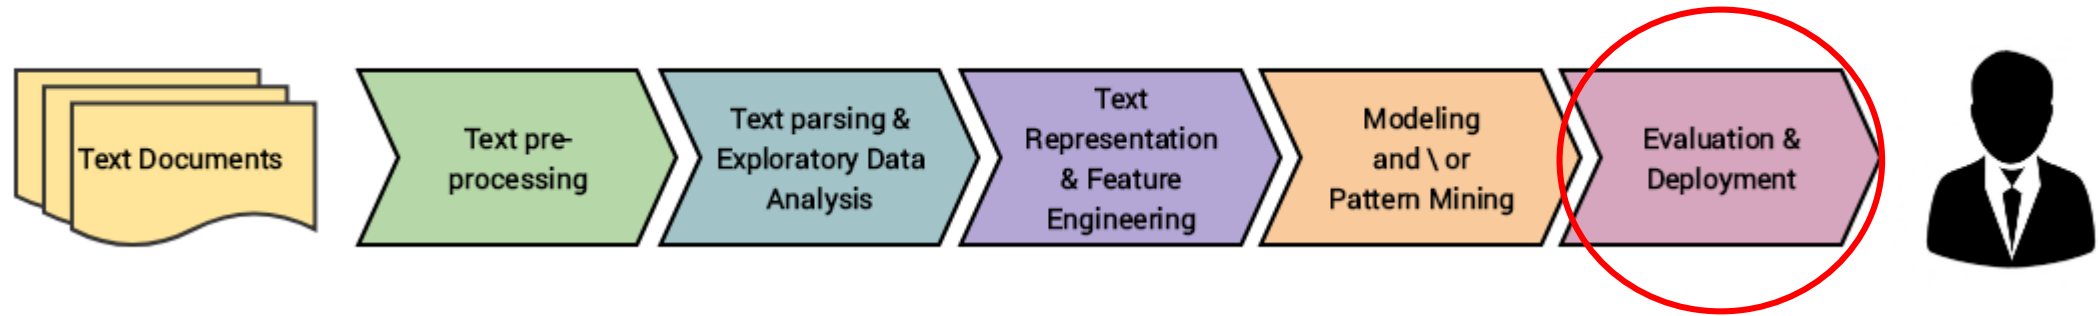 Text Documents
Text pre-
processing
Text parsing &
Exploratory Data
Analysis
Text
Representation
& Feature
Engineering
Modeling
and \ or
Pattern Mining
Evaluation &
Deployment